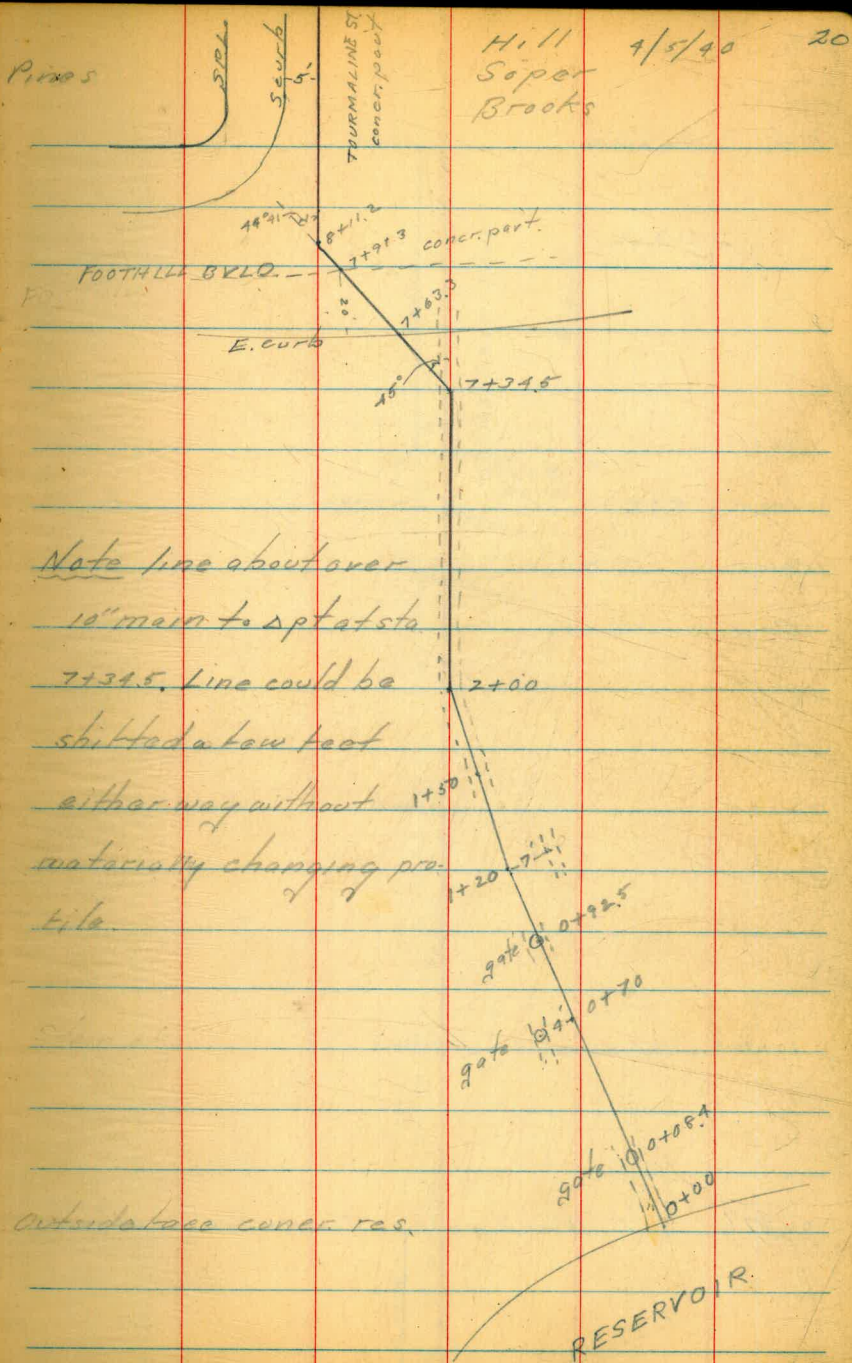 Pines
SPL
S curb
5'
TOURMALINE ST.
concr. pavt
Hill
Soper
Brooks
4/5/40
20
8+11.2
7+91.3
concr. pavt.
FOOTHILL BVLD.
20
7+63.3
E. curb
45°
7+34.5
Note line about over
10" main to Δ pt at sta
7+34.5. Line could be
shifted a few feet
either way without
materially changing pro-
file.
2+00
1+50
1+20
7
gate
0+92.5
4
0+70
gate
gate
0+08.4
0+00
Outside face concr. res.
RESERVOIR